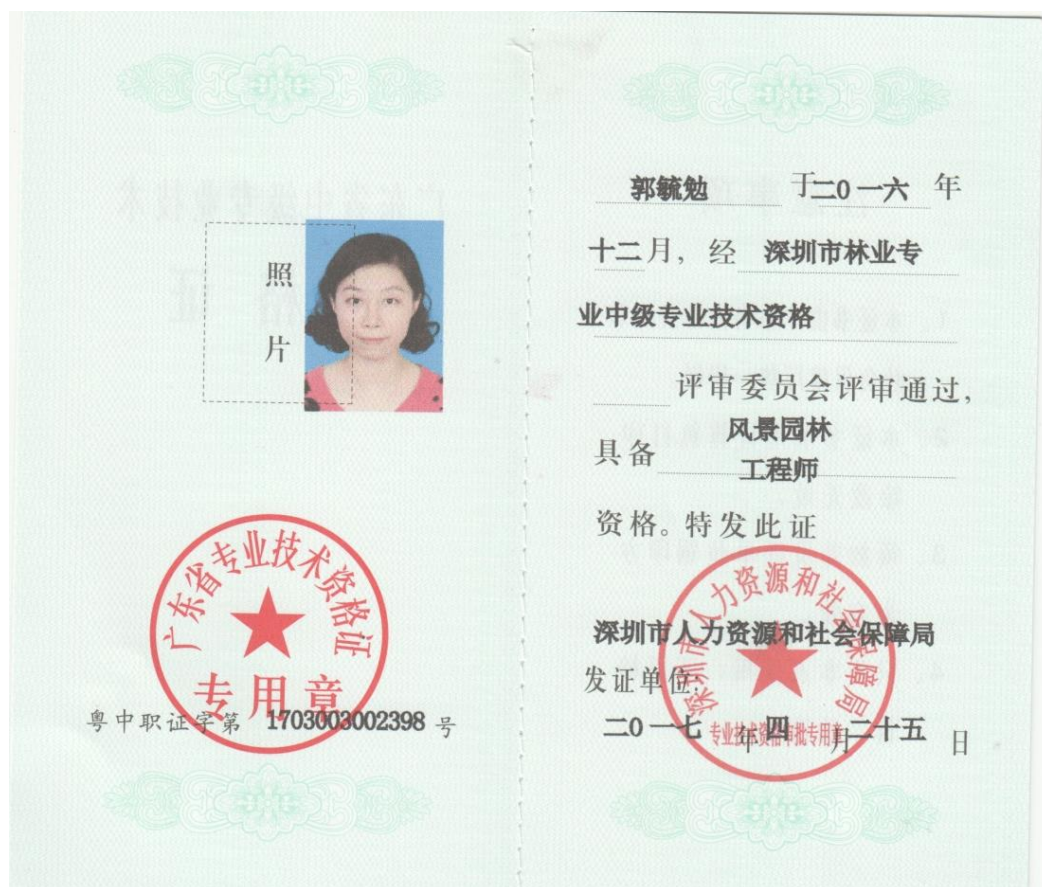 照
片
广东省专业技术资格证
专用章
粤中职证字第 1703003002398 号
郭毓勉 于二0一六 年
十二月，经 深圳市林业专
业中级专业技术资格
评审委员会评审通过，
具备 风景园林
工程师
资格。特发此证
深圳市人力资源和社会保障局
深圳市人力资源和社会保障局
发证单位：
专业技术资格审批专用章
二0一七 年 四 月二十五 日